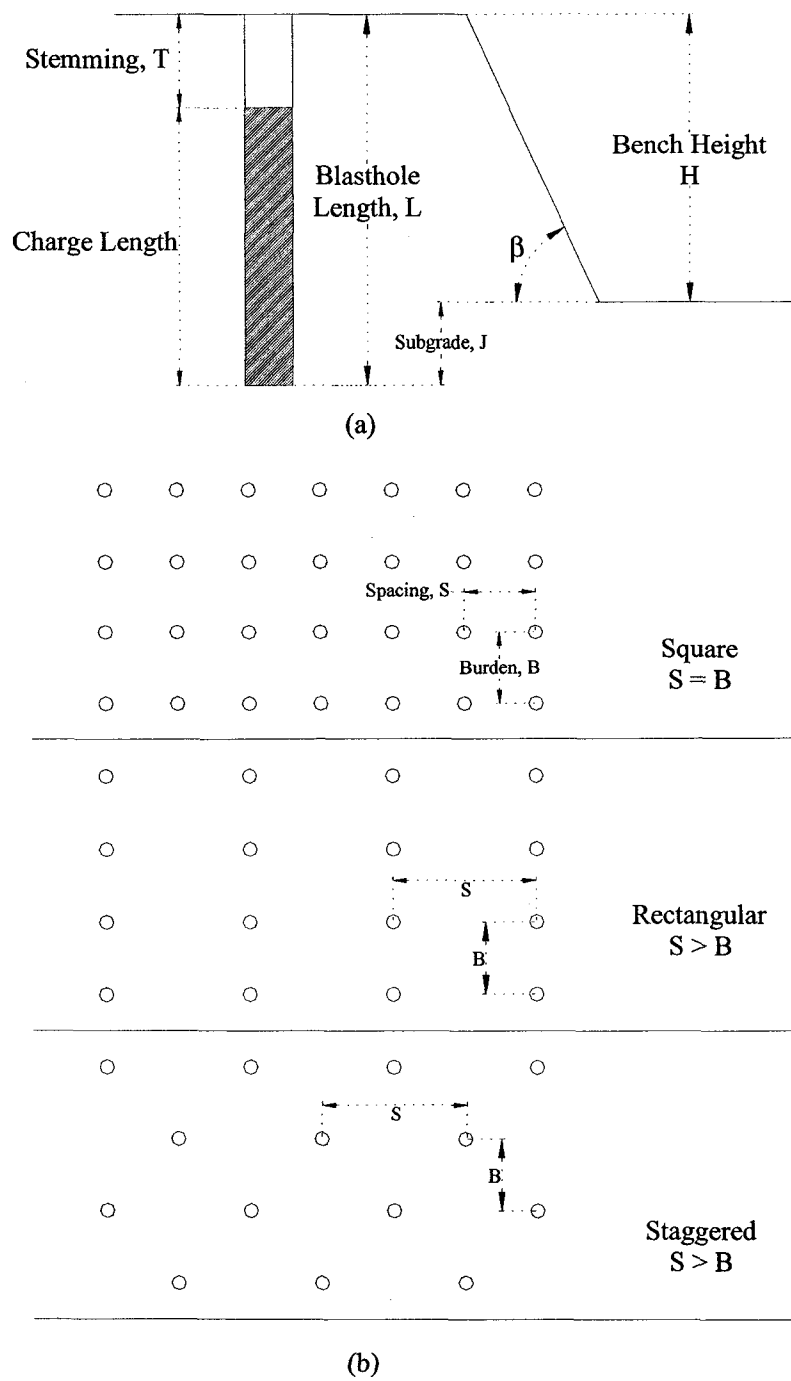 Stemming, T
Bench Height
H
Blasthole
Length, L
Charge Length
β
Subgrade, J
(a)
Spacing, S
Burden, B
Square
S = B
S
B
Rectangular
S > B
S
B
Staggered
S > B
(b)